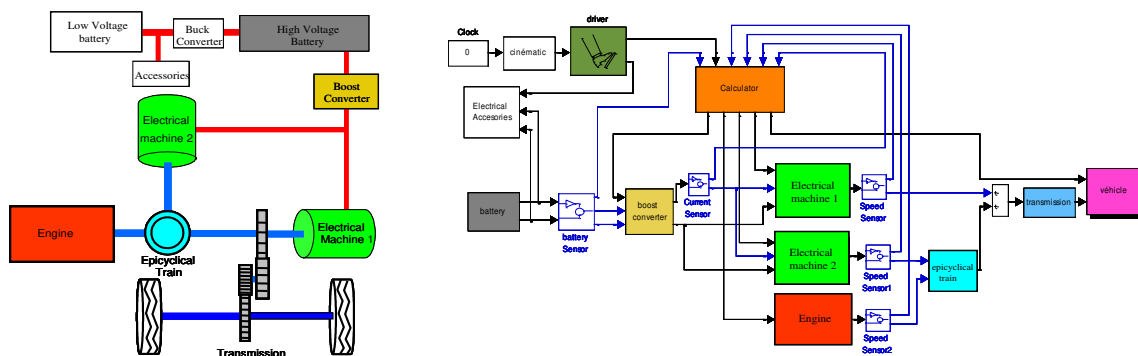 Low Voltage
battery
Buck
Converter
High Voltage
Battery
Accessories
Boost
Converter
Electrical
machine 2
Engine
Epicyclical
Train
Electrical
Machine 1
Transmission
Clock
0
cinématic
driver
Electrical
Accesories
Calculator
battery
battery
Sensor
boost
converter
Current
Sensor
Electrical
machine 1
Speed
Sensor
Electrical
machine 2
Speed
Sensor1
Engine
Speed
Sensor2
epicyclical
train
+
+
transmission
véhicle